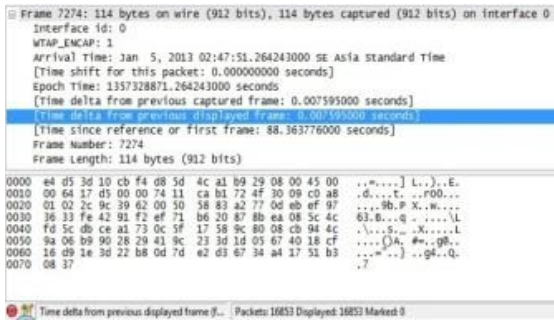 Frame 7274: 114 bytes on wire (912 bits), 114 bytes captured (912 bits) on interface 0
Interface id: 0
WTAP_ENCAP: 1
Arrival Time: Jan 5, 2013 02:47:51.264243000 SE Asia Standard Time
[Time shift for this packet: 0.000000000 seconds]
Epoch Time: 1357328871.264243000 seconds
[Time delta from previous captured frame: 0.007595000 seconds]
[Time delta from previous displayed frame: 0.007595000 seconds]
[Time since reference or first frame: 88.363776000 seconds]
Frame Number: 7274
Frame Length: 114 bytes (912 bits)
0000 e4 d5 3d 10 cb f4 d8 5d 4c a1 b9 29 08 00 45 00 ..=....] L..)..E.
0010 00 64 17 d5 00 00 74 11 ca b1 72 4f 30 09 c0 a8 .d....t. ..rO0...
0020 01 02 2c 9c 39 62 00 50 58 83 a2 77 0d eb ef 97 ..,.9b.P X..w....
0030 36 33 fe 42 91 f2 ef 71 b6 20 87 8b ea 08 5c 4c 63.B...q . ....\L
0040 fd 5c db ce a1 73 0c 5f 17 58 9c 80 08 cb 94 4c .\...s._ .X.....L
0050 9a 06 b9 90 28 29 41 9c 23 3d 1d 05 67 40 18 cf ....()A. #=..g@..
0060 16 d9 1e 3d 22 b8 0d 7d e2 d3 67 34 a4 17 51 b3 ...="..} ..g4..Q.
0070 08 37 .7
Time delta from previous displayed frame (f... Packets: 16853 Displayed: 16853 Marked: 0